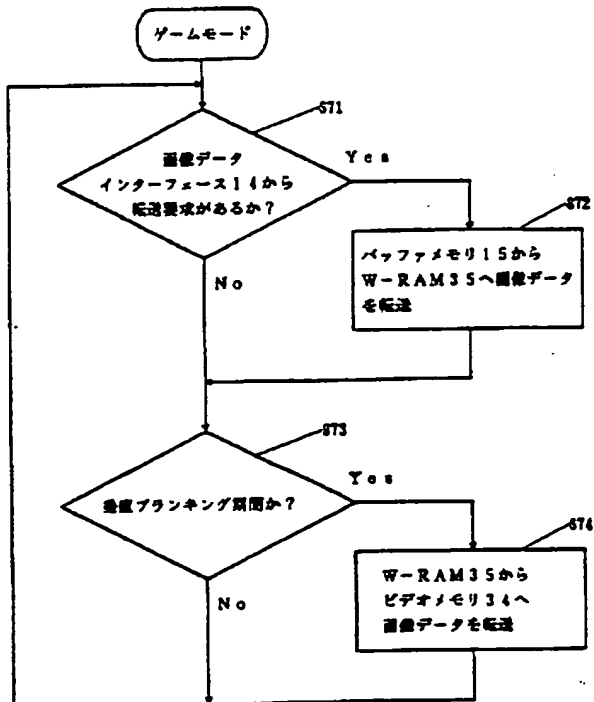 ゲームモード
S71
画像データ
インターフェース14から
転送要求があるか？
Yes
S72
バッファメモリ15から
W-RAM35へ画像データ
を転送
No
S73
垂直ブランキング期間か？
Yes
S74
W-RAM35から
ビデオメモリ34へ
画像データを転送
No